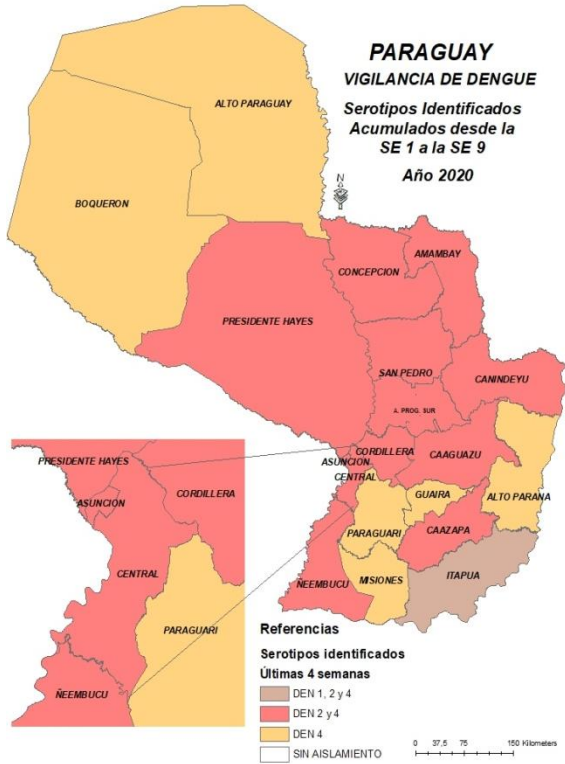 PARAGUAY
VIGILANCIA DE DENGUE
Serotipos Identificados
Acumulados desde la
SE 1 a la SE 9
Año 2020
N
ALTO PARAGUAY
BOQUERON
CONCEPCION
AMAMBAY
PRESIDENTE HAYES
SAN PEDRO
CANINDEYU
A. PROG. SUR
CORDILLERA
CAAGUAZU
ASUNCION
CENTRAL
GUAIRA
ALTO PARANA
PARAGUARI
CAAZAPA
ITAPUA
MISIONES
ÑEEMBUCU
PRESIDENTE HAYES
ASUNCION
CORDILLERA
CENTRAL
PARAGUARI
ÑEEMBUCU
Referencias
Serotipos identificados
Últimas 4 semanas
DEN 1, 2 y 4
DEN 2 y 4
DEN 4
SIN AISLAMIENTO
0 37,5 75 150 Kilometers